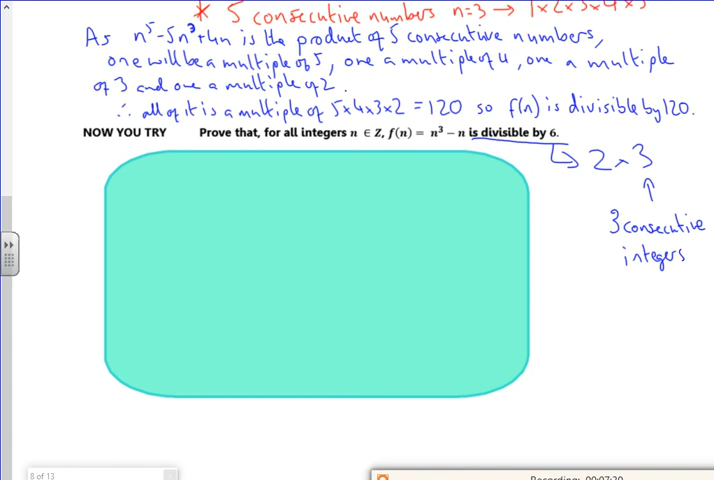 * 5 consecutive numbers n=3 → 1×2×3×4×5
As n⁵-5n³+4n is the product of 5 consecutive numbers,
one will be a multiple of 5, one a multiple of 4, one a multiple
of 3 and one a multiple of 2.
∴ all of it is a multiple of 5×4×3×2 = 120 so f(n) is divisible by 120.
NOW YOU TRY Prove that, for all integers n ∈ Z, f(n) = n³ − n is divisible by 6.
↳ 2×3
↑
3 consecutive
integers
8 of 13
Recording: 00:07:20